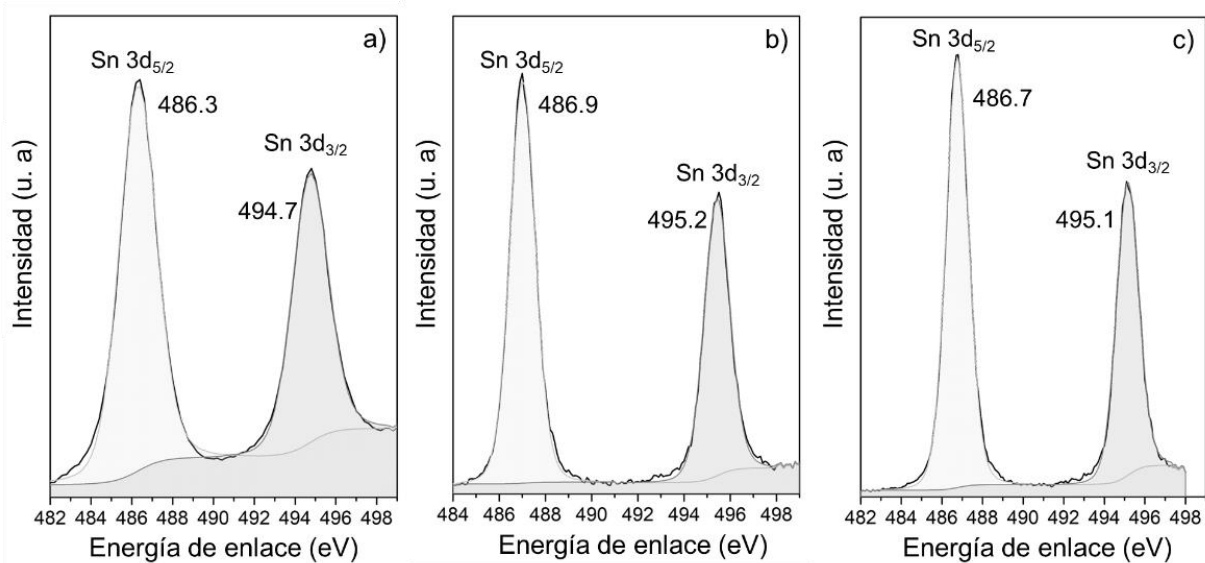 a)
Sn 3d5/2
486.3
Sn 3d3/2
494.7
Intensidad (u. a)
482 484 486 488 490 492 494 496 498
Energía de enlace (eV)
b)
Sn 3d5/2
486.9
Sn 3d3/2
495.2
Intensidad (u. a)
484 486 488 490 492 494 496 498
Energía de enlace (eV)
c)
Sn 3d5/2
486.7
Sn 3d3/2
495.1
Intensidad (u. a)
482 484 486 488 490 492 494 496 498
Energía de enlace (eV)